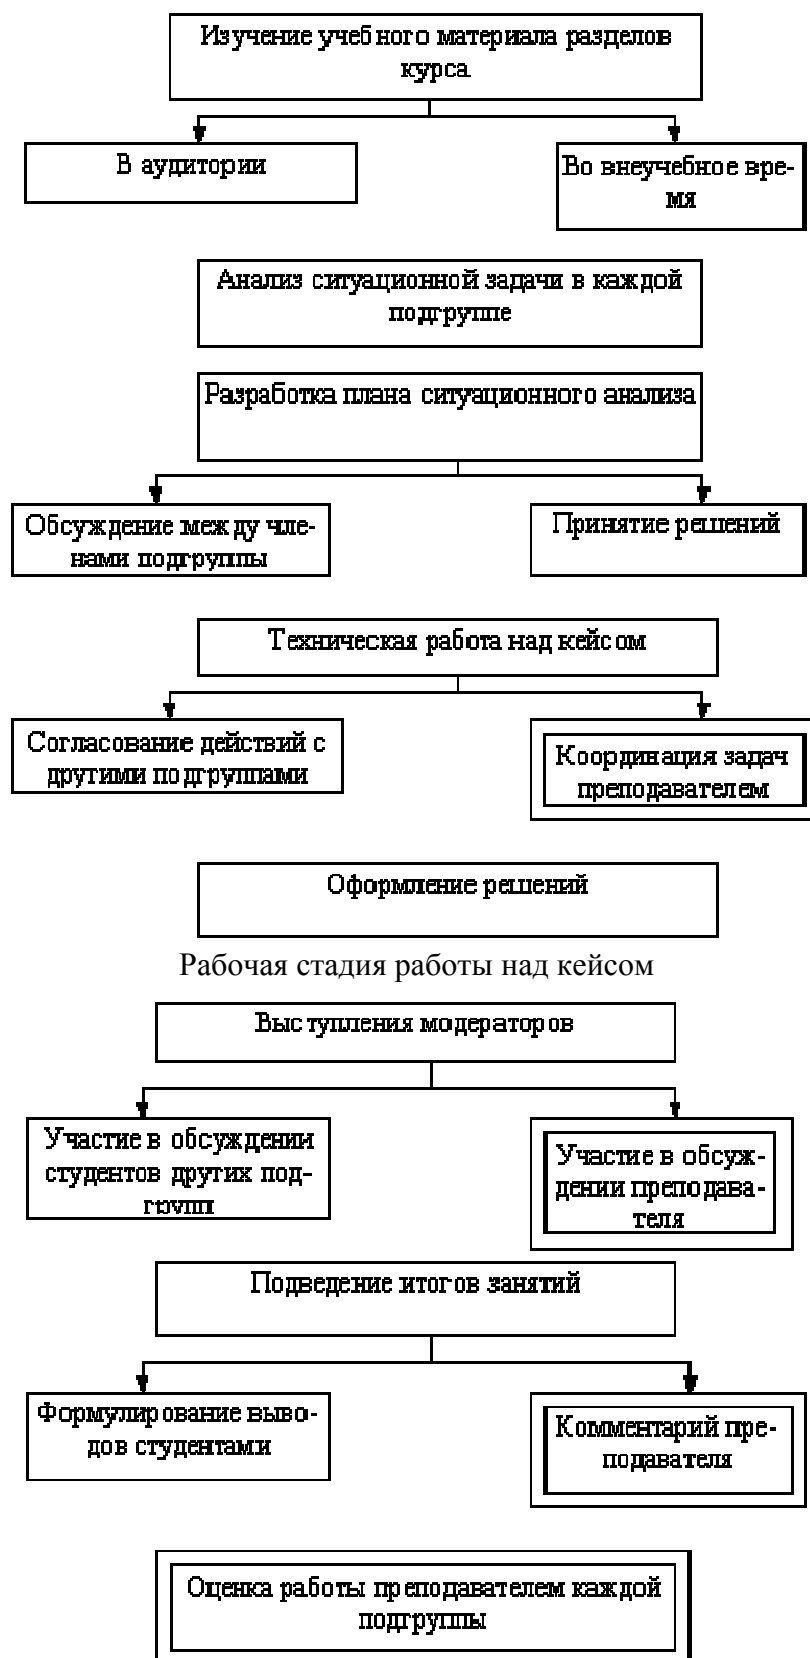 Изучение учебного материала разделов
курса
В аудитории
Во внеучебное вре-
мя
Анализ ситуационной задачи в каждой
подгруппе
Разработка плана ситуационного анализа
Обсуждение между чле-
нами подгруппы
Принятие решений
Техническая работа над кейсом
Согласование действий с
другими подгруппами
Координация задач
преподавателем
Оформление решений
Рабочая стадия работы над кейсом
Выступления модераторов
Участие в обсуждении
студентов других под-
групп
Участие в обсуж-
дении преподава-
теля
Подведение итогов занятий
Формулирование выво-
дов студентами
Комментарий пре-
подавателя
Оценка работы преподавателем каждой
подгруппы